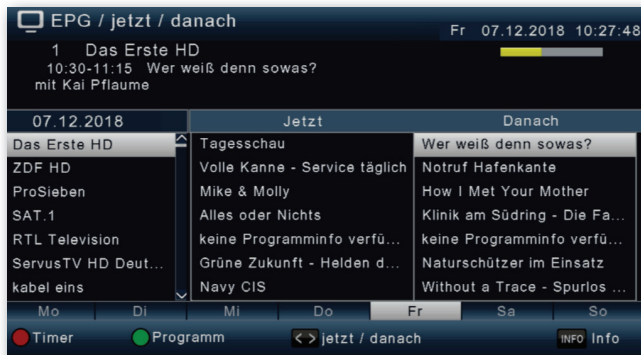 EPG / jetzt / danach
Fr 07.12.2018 10:27:48
1 Das Erste HD
10:30-11:15 Wer weiß denn sowas?
mit Kai Pflaume
07.12.2018 Jetzt Danach
Das Erste HD Tagesschau Wer weiß denn sowas?
ZDF HD Volle Kanne - Service täglich Notruf Hafenkante
ProSieben Mike & Molly How I Met Your Mother
SAT.1 Alles oder Nichts Klinik am Südring - Die Fa...
RTL Television keine Programminfo verfü... keine Programminfo verfü...
ServusTV HD Deut... Grüne Zukunft - Helden d... Naturschützer im Einsatz
kabel eins Navy CIS Without a Trace - Spurlos ...
Mo Di Mi Do Fr Sa So
Timer Programm <> jetzt / danach INFO Info